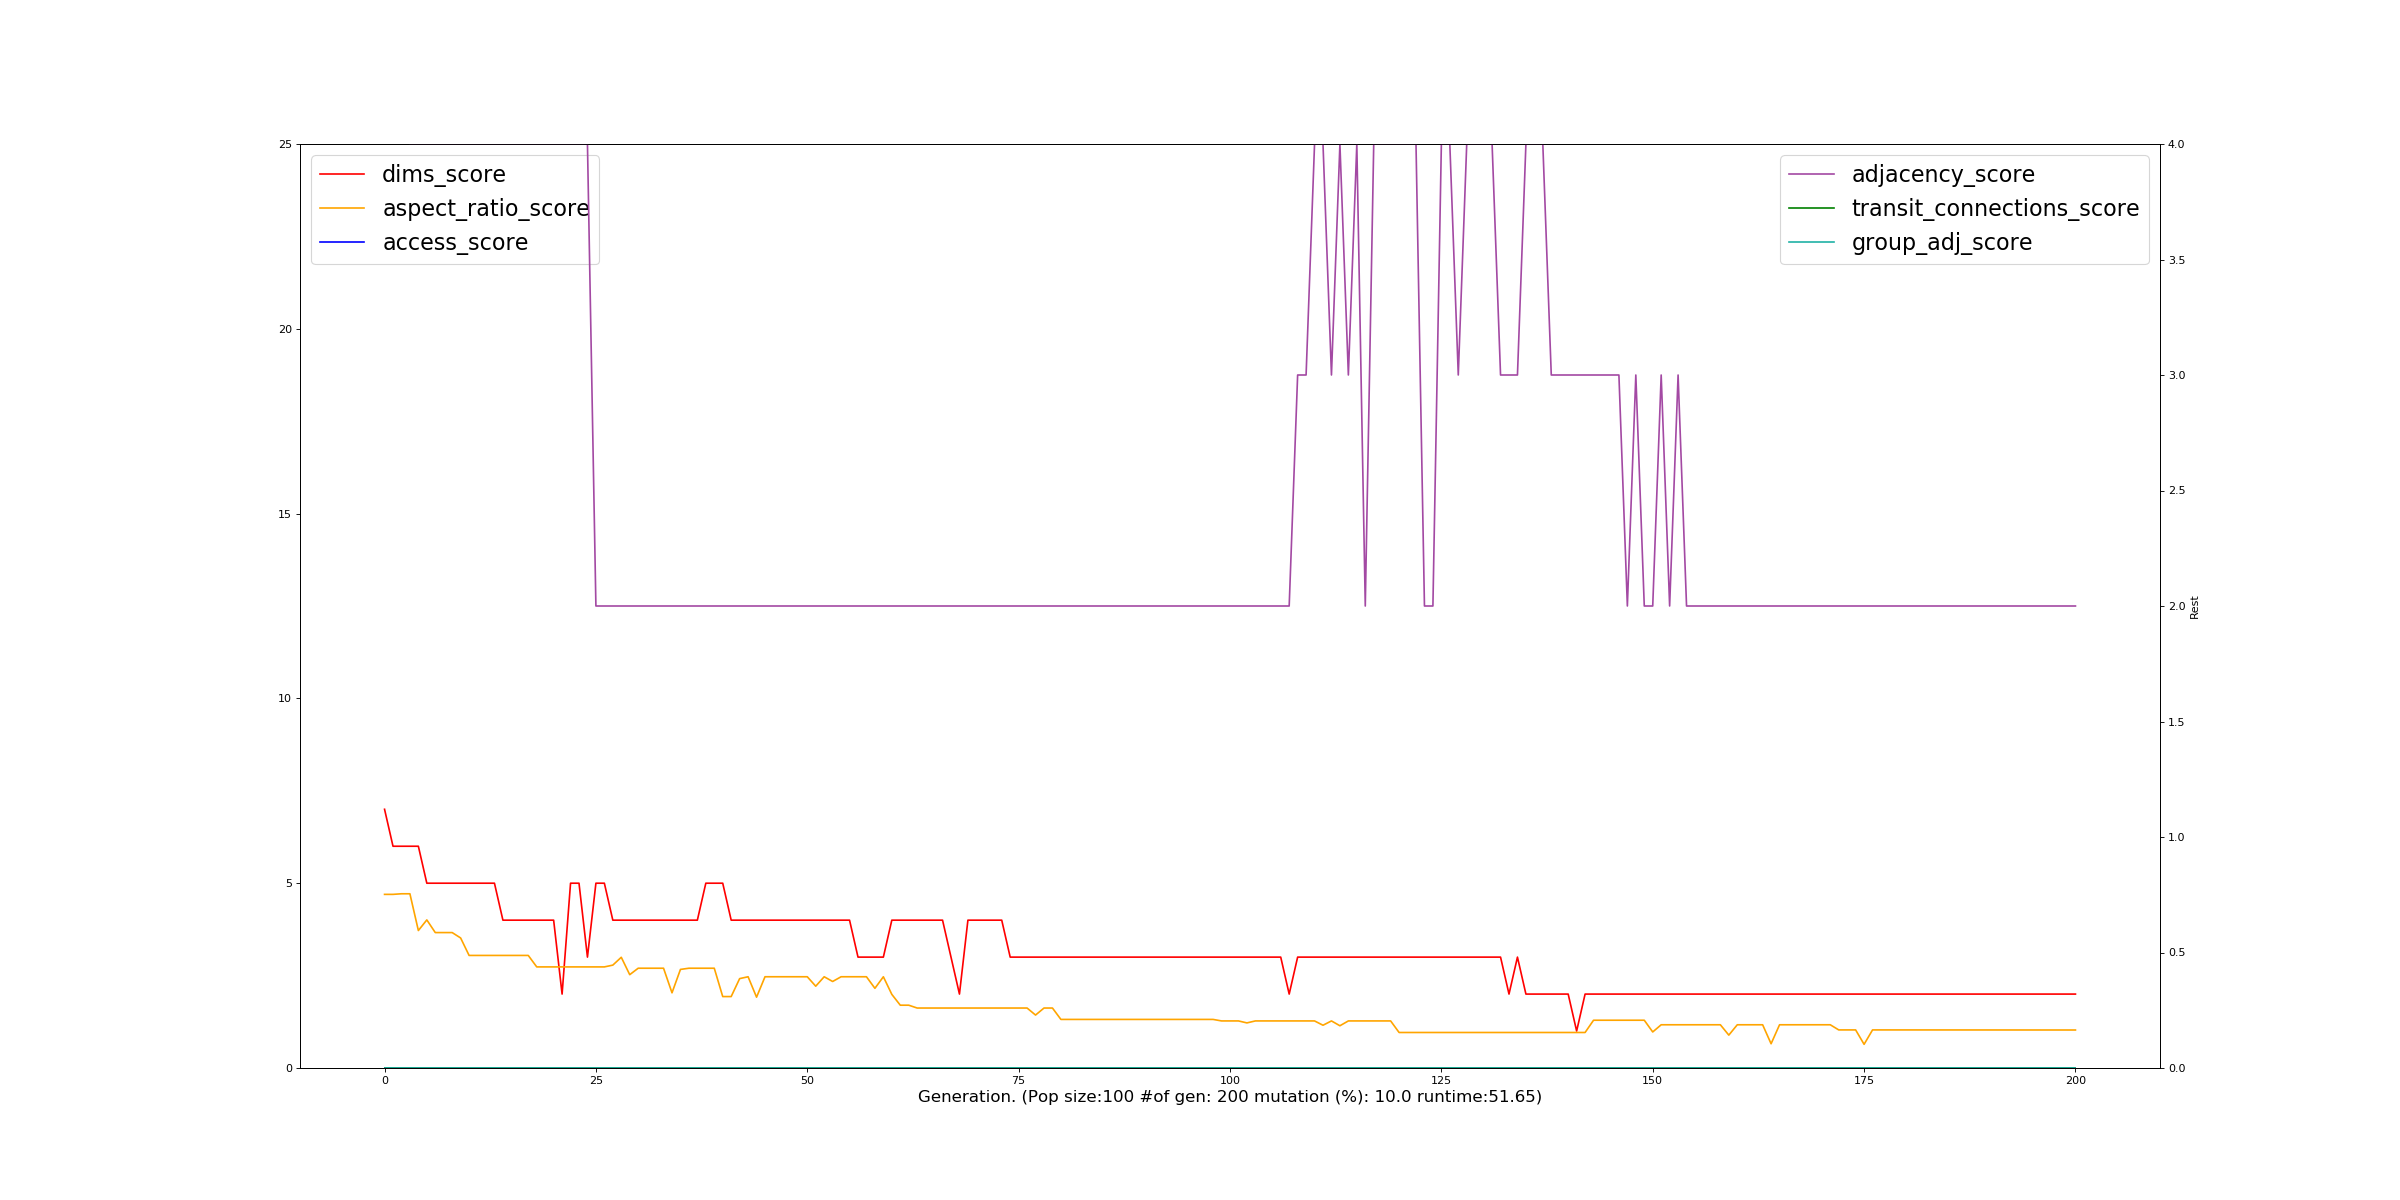 25
20
15
10
5
0
dims_score
aspect_ratio_score
access_score
adjacency_score
transit_connections_score
group_adj_score
4.0
3.5
3.0
2.5
2.0
1.5
1.0
0.5
0.0
Rest
0 25 50 75 100 125 150 175 200
Generation. (Pop size:100 #of gen: 200 mutation (%): 10.0 runtime:51.65)